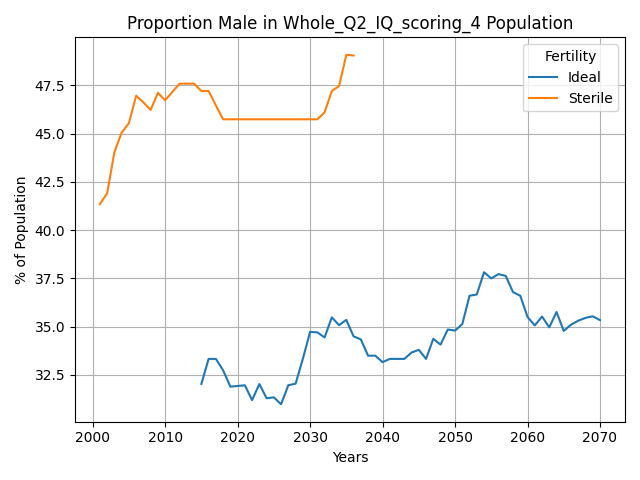 Proportion Male in Whole_Q2_IQ_scoring_4 Population
Fertility
Ideal
Sterile
% of Population
47.5
45.0
42.5
40.0
37.5
35.0
32.5
2000
2010
2020
2030
2040
2050
2060
2070
Years